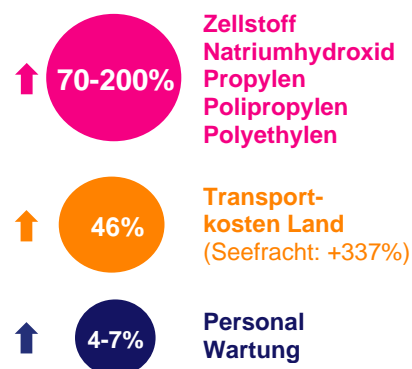 70-200%
Zellstoff
Natriumhydroxid
Propylen
Polipropylen
Polyethylen
46%
Transport-
kosten Land
(Seefracht: +337%)
4-7%
Personal
Wartung